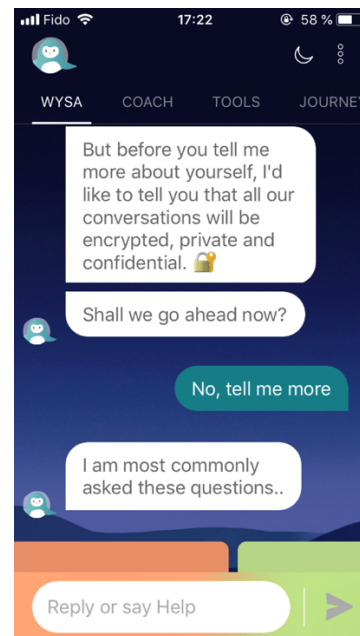 Fido 17:22 58 %
WYSA COACH TOOLS JOURNEY
But before you tell me
more about yourself, I'd
like to tell you that all our
conversations will be
encrypted, private and
confidential. 🔐
Shall we go ahead now?
No, tell me more
I am most commonly
asked these questions..
Reply or say Help